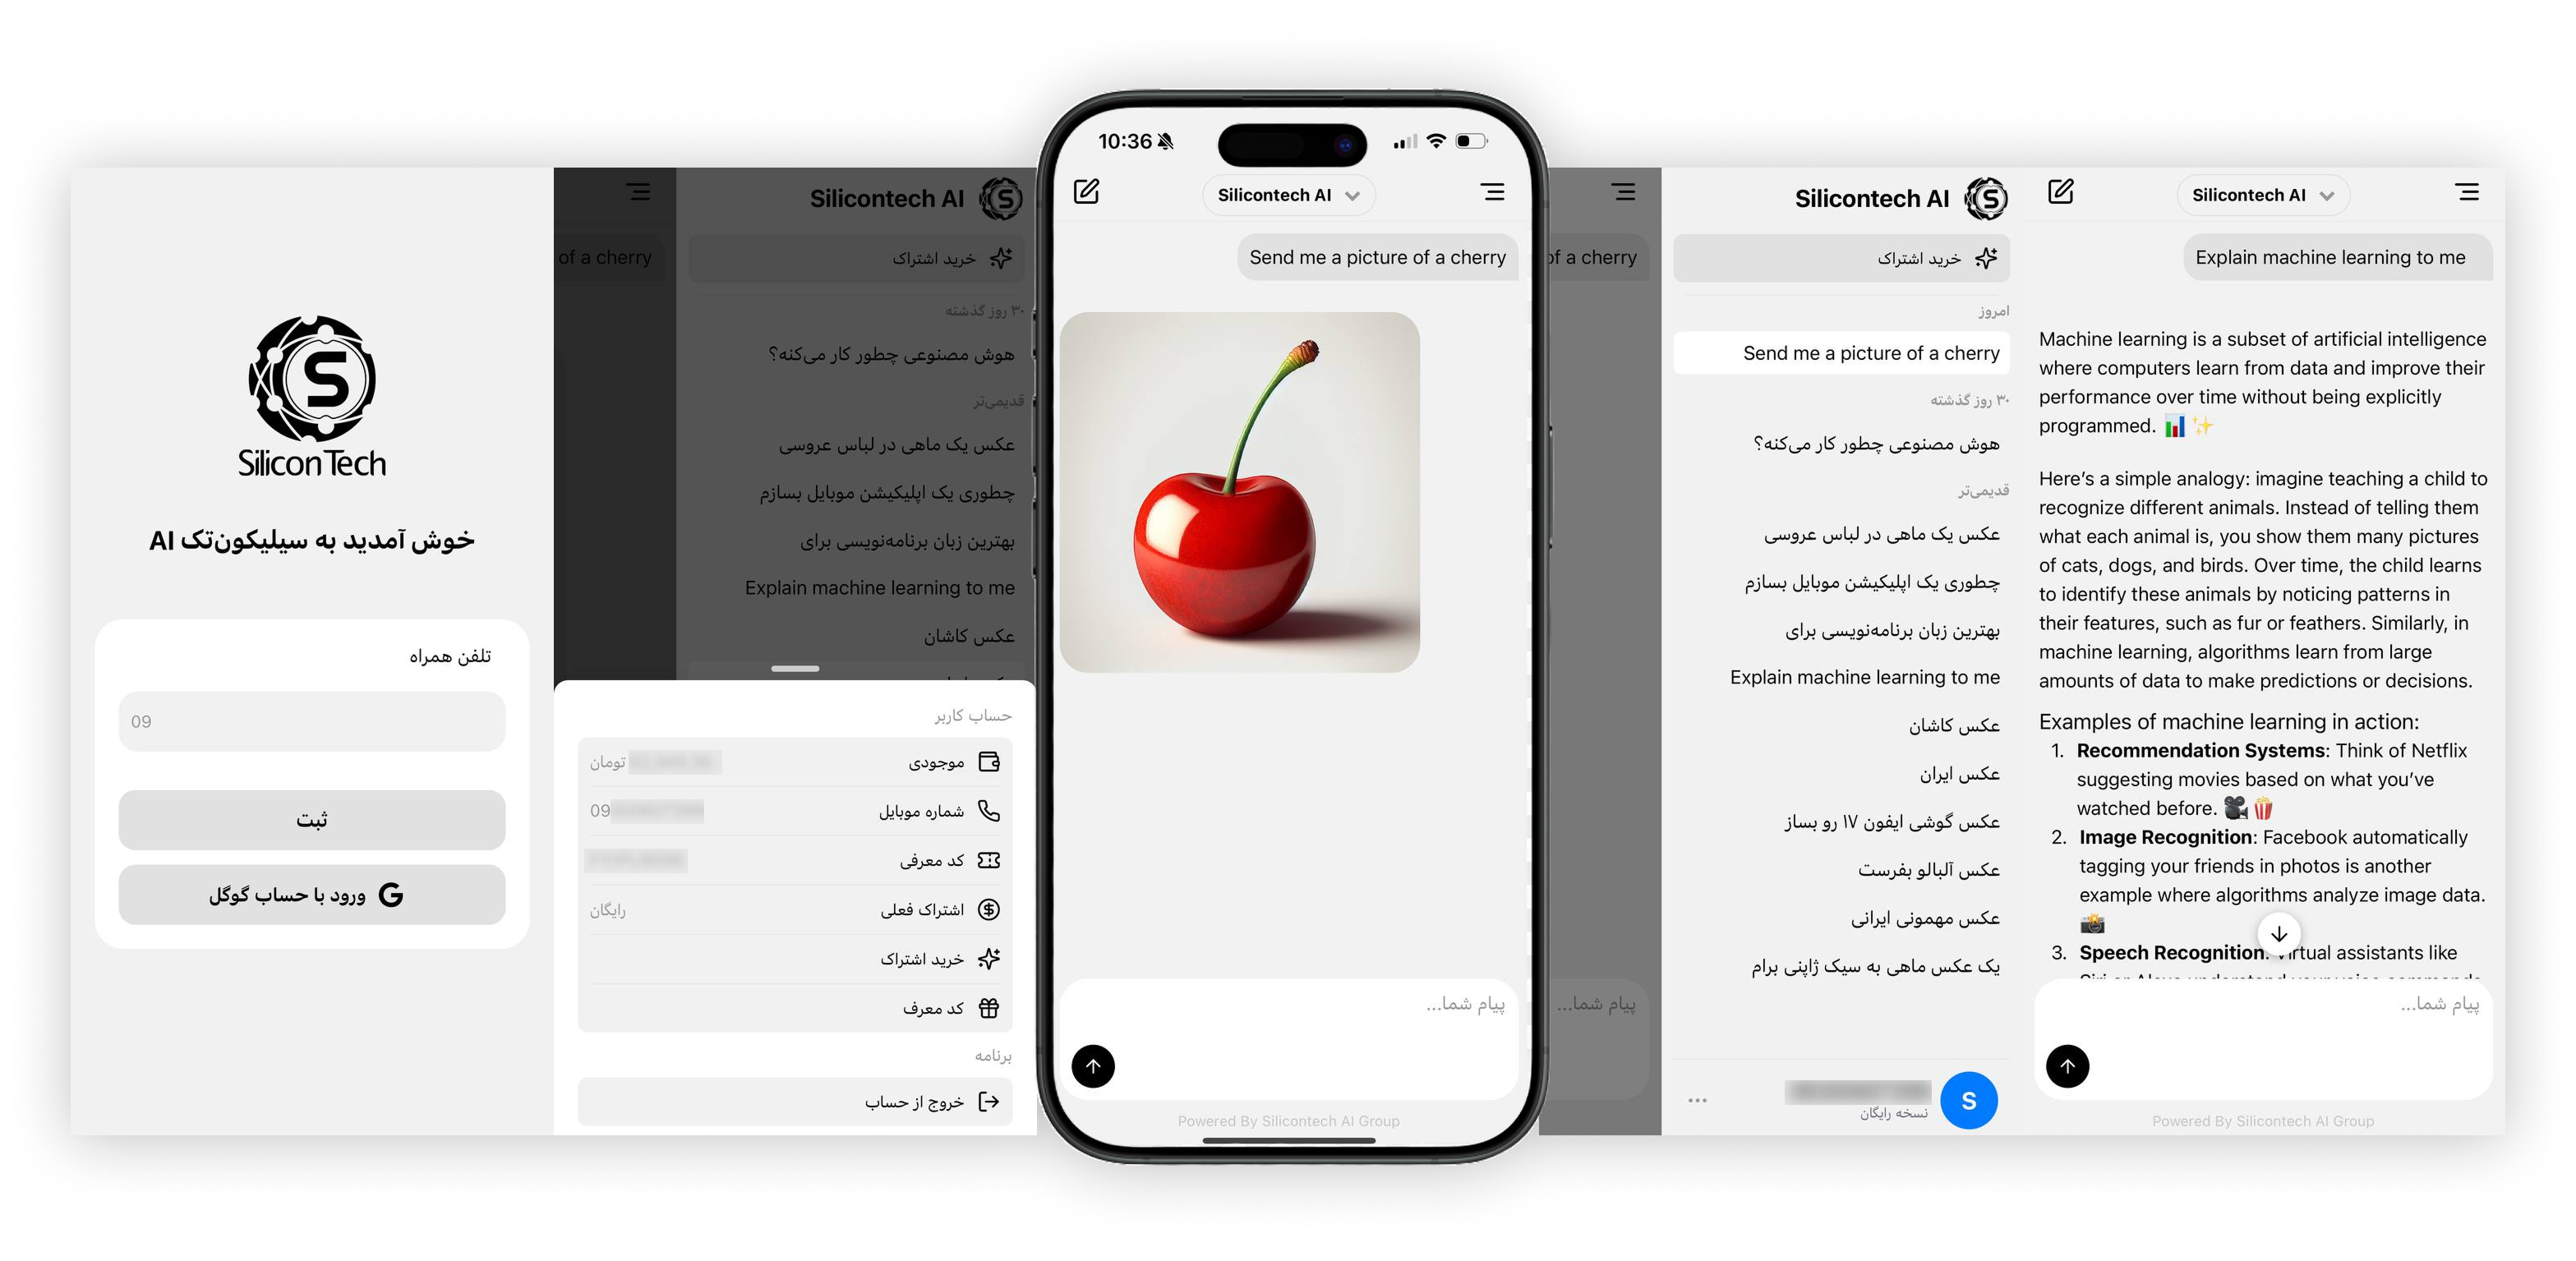 SiliconTech
خوش آمدید به سیلیکون‌تک AI
تلفن همراه
09
ثبت
ورود با حساب گوگل
of a cherry
Silicontech AI
خرید اشتراک
۳۰ روز گذشته
هوش مصنوعی چطور کار می‌کنه؟
قدیمی‌تر
عکس یک ماهی در لباس عروسی
چطوری یک اپلیکیشن موبایل بسازم
بهترین زبان برنامه‌نویسی برای
Explain machine learning to me
عکس کاشان
حساب کاربر
موجودی
تومان
شماره موبایل
09
کد معرفی
اشتراک فعلی
رایگان
خرید اشتراک
کد معرف
برنامه
خروج از حساب
10:36
Silicontech AI
Send me a picture of a cherry
پیام شما...
Powered By Silicontech AI Group
of a cherry
پیام شما...
Silicontech AI
خرید اشتراک
امروز
Send me a picture of a cherry
۳۰ روز گذشته
هوش مصنوعی چطور کار می‌کنه؟
قدیمی‌تر
عکس یک ماهی در لباس عروسی
چطوری یک اپلیکیشن موبایل بسازم
بهترین زبان برنامه‌نویسی برای
Explain machine learning to me
عکس کاشان
عکس ایران
عکس گوشی ایفون ۱۷ رو بساز
عکس آلبالو بفرست
عکس مهمونی ایرانی
یک عکس ماهی به سیک ژاپنی برام
S
نسخه رایگان
Silicontech AI
Explain machine learning to me
Machine learning is a subset of artificial intelligence
where computers learn from data and improve their
performance over time without being explicitly
programmed. 📊✨
Here’s a simple analogy: imagine teaching a child to
recognize different animals. Instead of telling them
what each animal is, you show them many pictures
of cats, dogs, and birds. Over time, the child learns
to identify these animals by noticing patterns in
their features, such as fur or feathers. Similarly, in
machine learning, algorithms learn from large
amounts of data to make predictions or decisions.
Examples of machine learning in action:
1. Recommendation Systems: Think of Netflix
suggesting movies based on what you’ve
watched before. 🎥🍿
2. Image Recognition: Facebook automatically
tagging your friends in photos is another
example where algorithms analyze image data.
📸
3. Speech Recognition: Virtual assistants like
پیام شما...
Powered By Silicontech AI Group